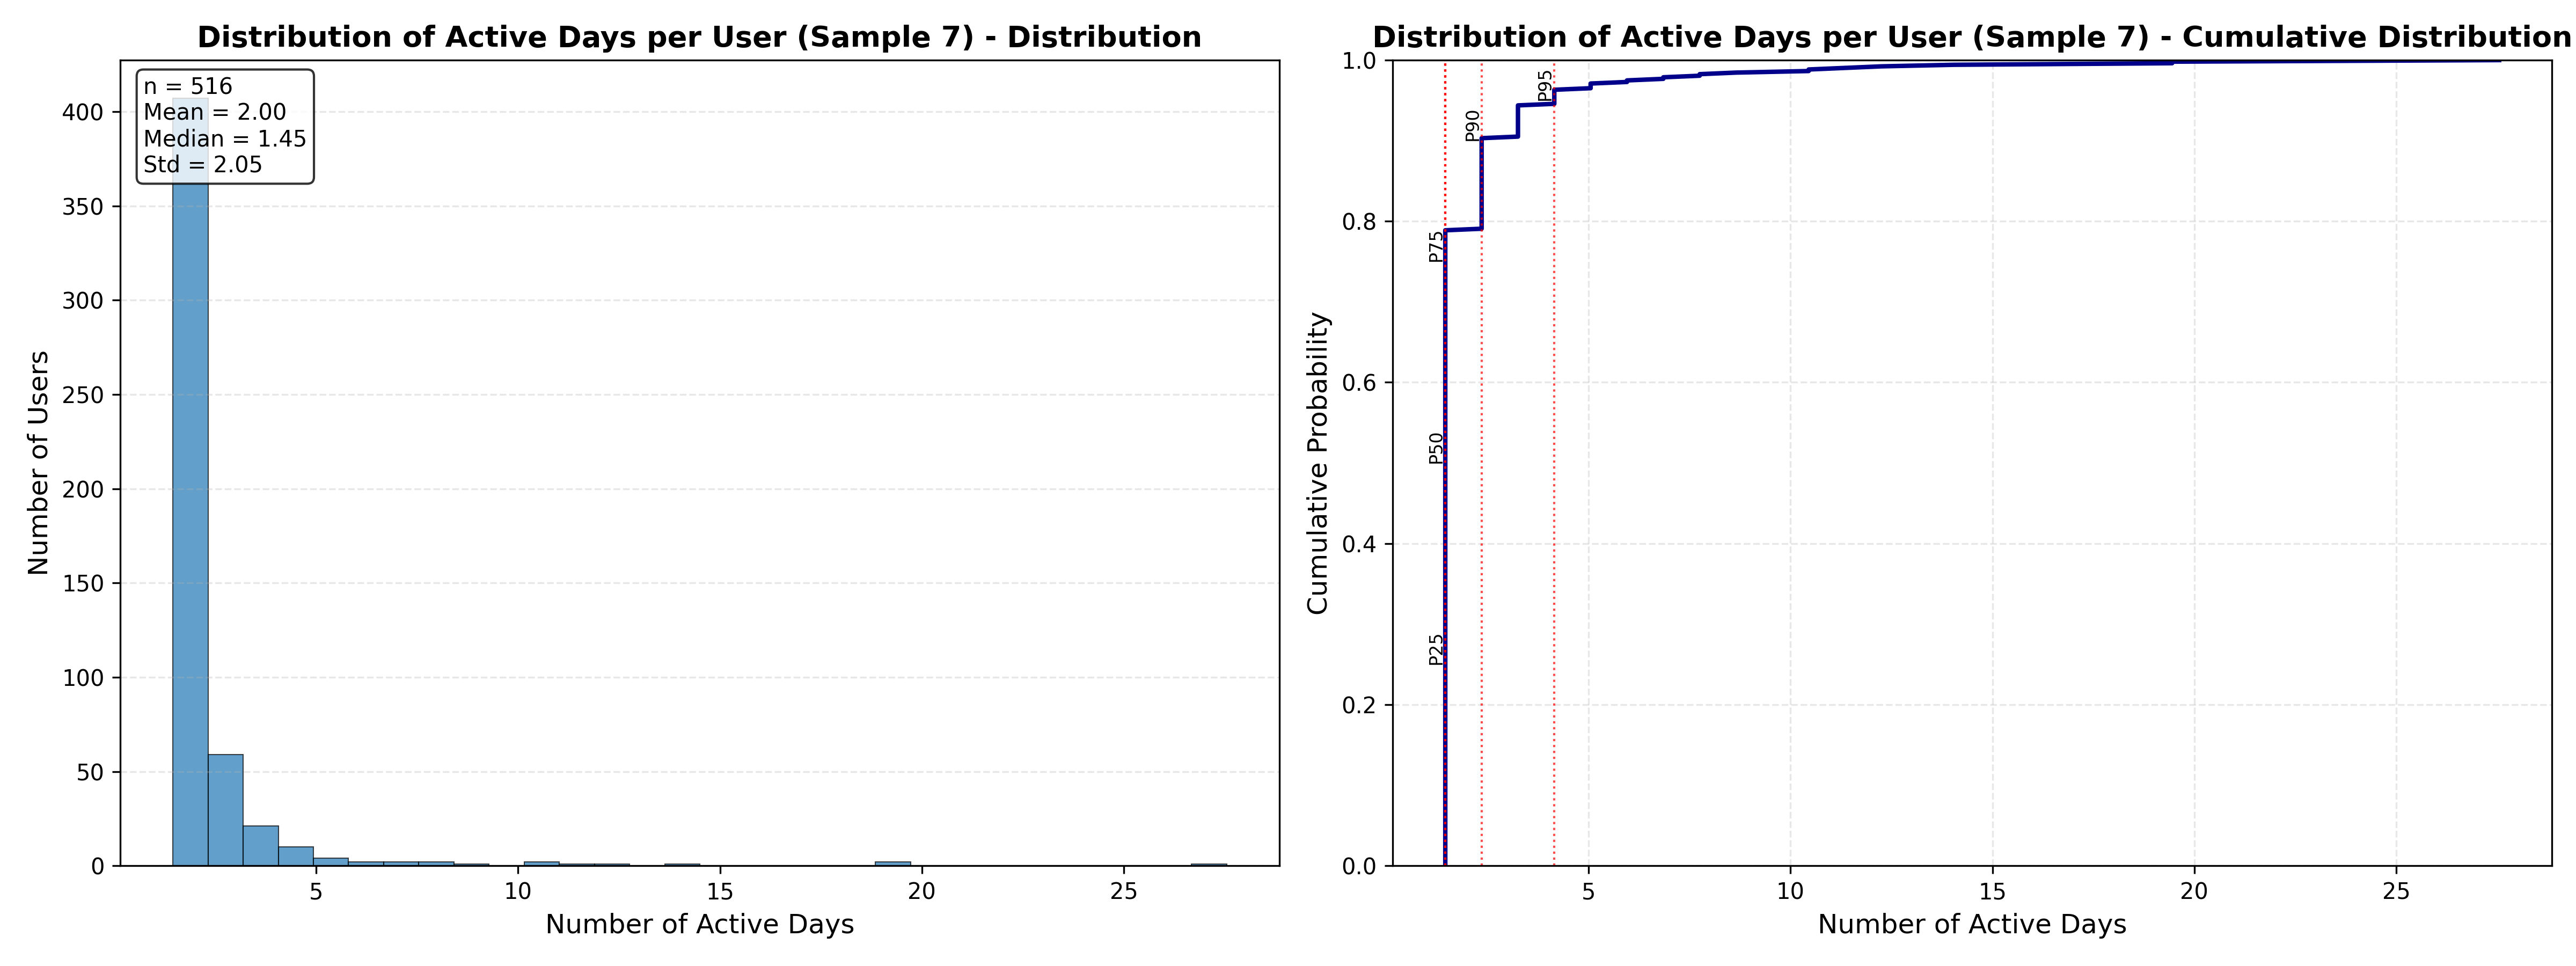 Distribution of Active Days per User (Sample 7) - Distribution
n = 516
Mean = 2.00
Median = 1.45
Std = 2.05
Number of Users
400
350
300
250
200
150
100
50
0
5
10
15
20
25
Number of Active Days
Distribution of Active Days per User (Sample 7) - Cumulative Distribution
Cumulative Probability
1.0
0.8
0.6
0.4
0.2
0.0
P95
P90
P75
P50
P25
5
10
15
20
25
Number of Active Days